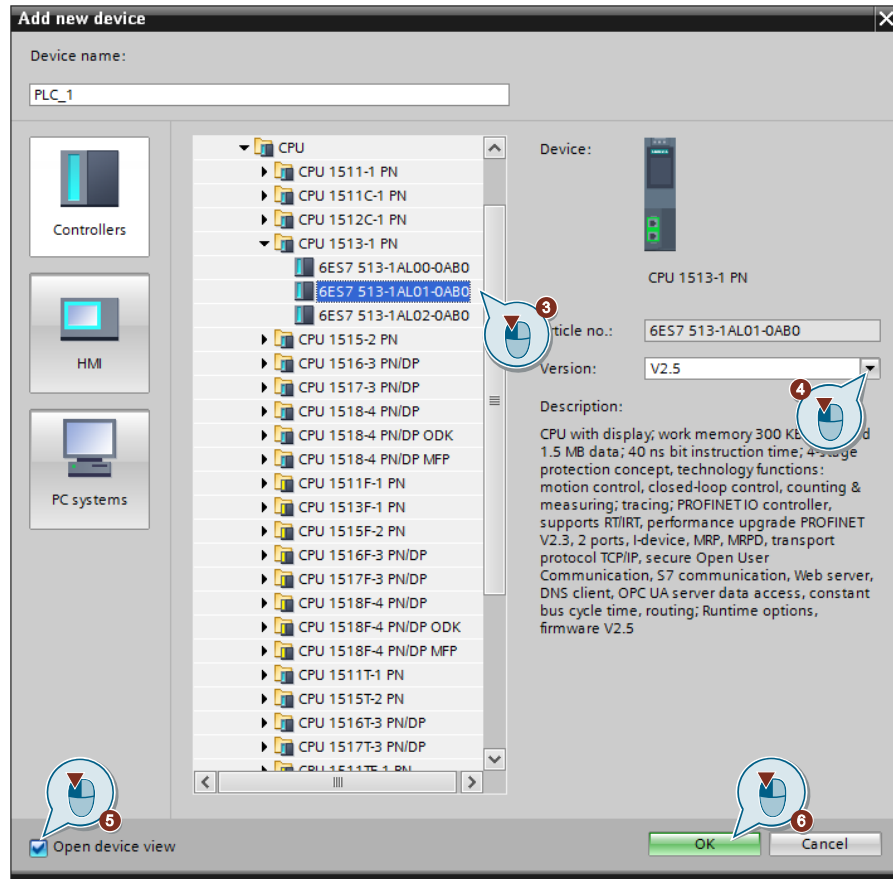 Add new device
Device name:
PLC_1
Controllers
HMI
PC systems
CPU
CPU 1511-1 PN
CPU 1511C-1 PN
CPU 1512C-1 PN
CPU 1513-1 PN
6ES7 513-1AL00-0AB0
6ES7 513-1AL01-0AB0
6ES7 513-1AL02-0AB0
CPU 1515-2 PN
CPU 1516-3 PN/DP
CPU 1517-3 PN/DP
CPU 1518-4 PN/DP
CPU 1518-4 PN/DP ODK
CPU 1518-4 PN/DP MFP
CPU 1511F-1 PN
CPU 1513F-1 PN
CPU 1515F-2 PN
CPU 1516F-3 PN/DP
CPU 1517F-3 PN/DP
CPU 1518F-4 PN/DP
CPU 1518F-4 PN/DP ODK
CPU 1518F-4 PN/DP MFP
CPU 1511T-1 PN
CPU 1515T-2 PN
CPU 1516T-3 PN/DP
CPU 1517T-3 PN/DP
CPU 1511TF-1 PN
3
Device:
CPU 1513-1 PN
rticle no.: 6ES7 513-1AL01-0AB0
Version: V2.5
4
Description:
CPU with display; work memory 300 KB d
1.5 MB data; 40 ns bit instruction time; 4-stage
protection concept, technology functions:
motion control, closed-loop control, counting &
measuring; tracing; PROFINET IO controller,
supports RT/IRT, performance upgrade PROFINET
V2.3, 2 ports, I-device, MRP, MRPD, transport
protocol TCP/IP, secure Open User
Communication, S7 communication, Web server,
DNS client, OPC UA server data access, constant
bus cycle time, routing; Runtime options,
firmware V2.5
5
6
Open device view
OK
Cancel